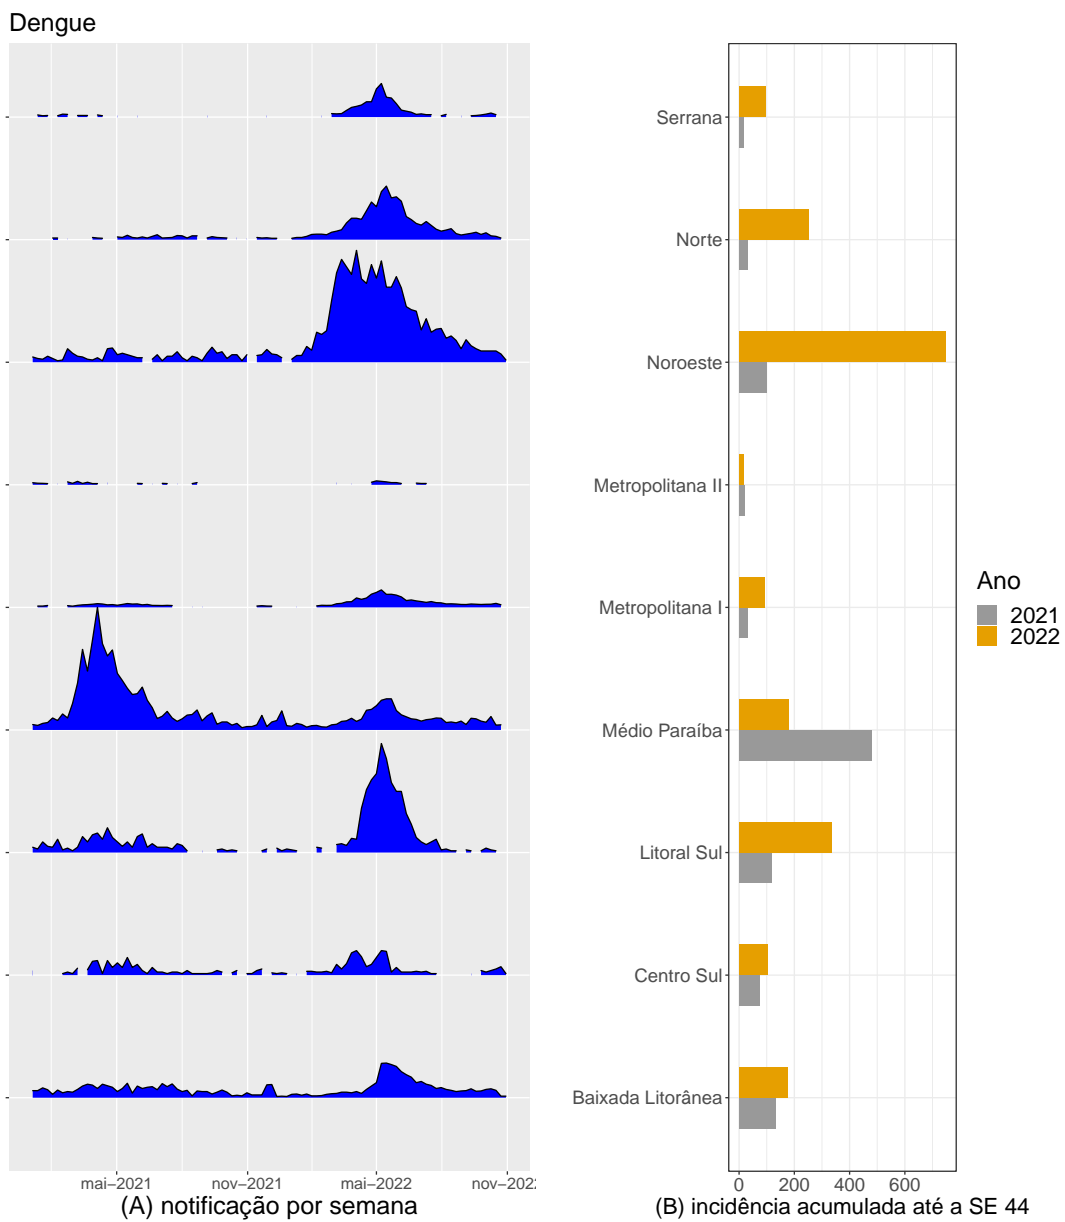 Dengue
Serrana
Norte
Noroeste
Metropolitana II
Metropolitana I
Médio Paraíba
Litoral Sul
Centro Sul
Baixada Litorânea
Ano
2021
2022
mai–2021 nov–2021 mai–2022 nov–2022
0 200 400 600
(A) notificação por semana
(B) incidência acumulada até a SE 44